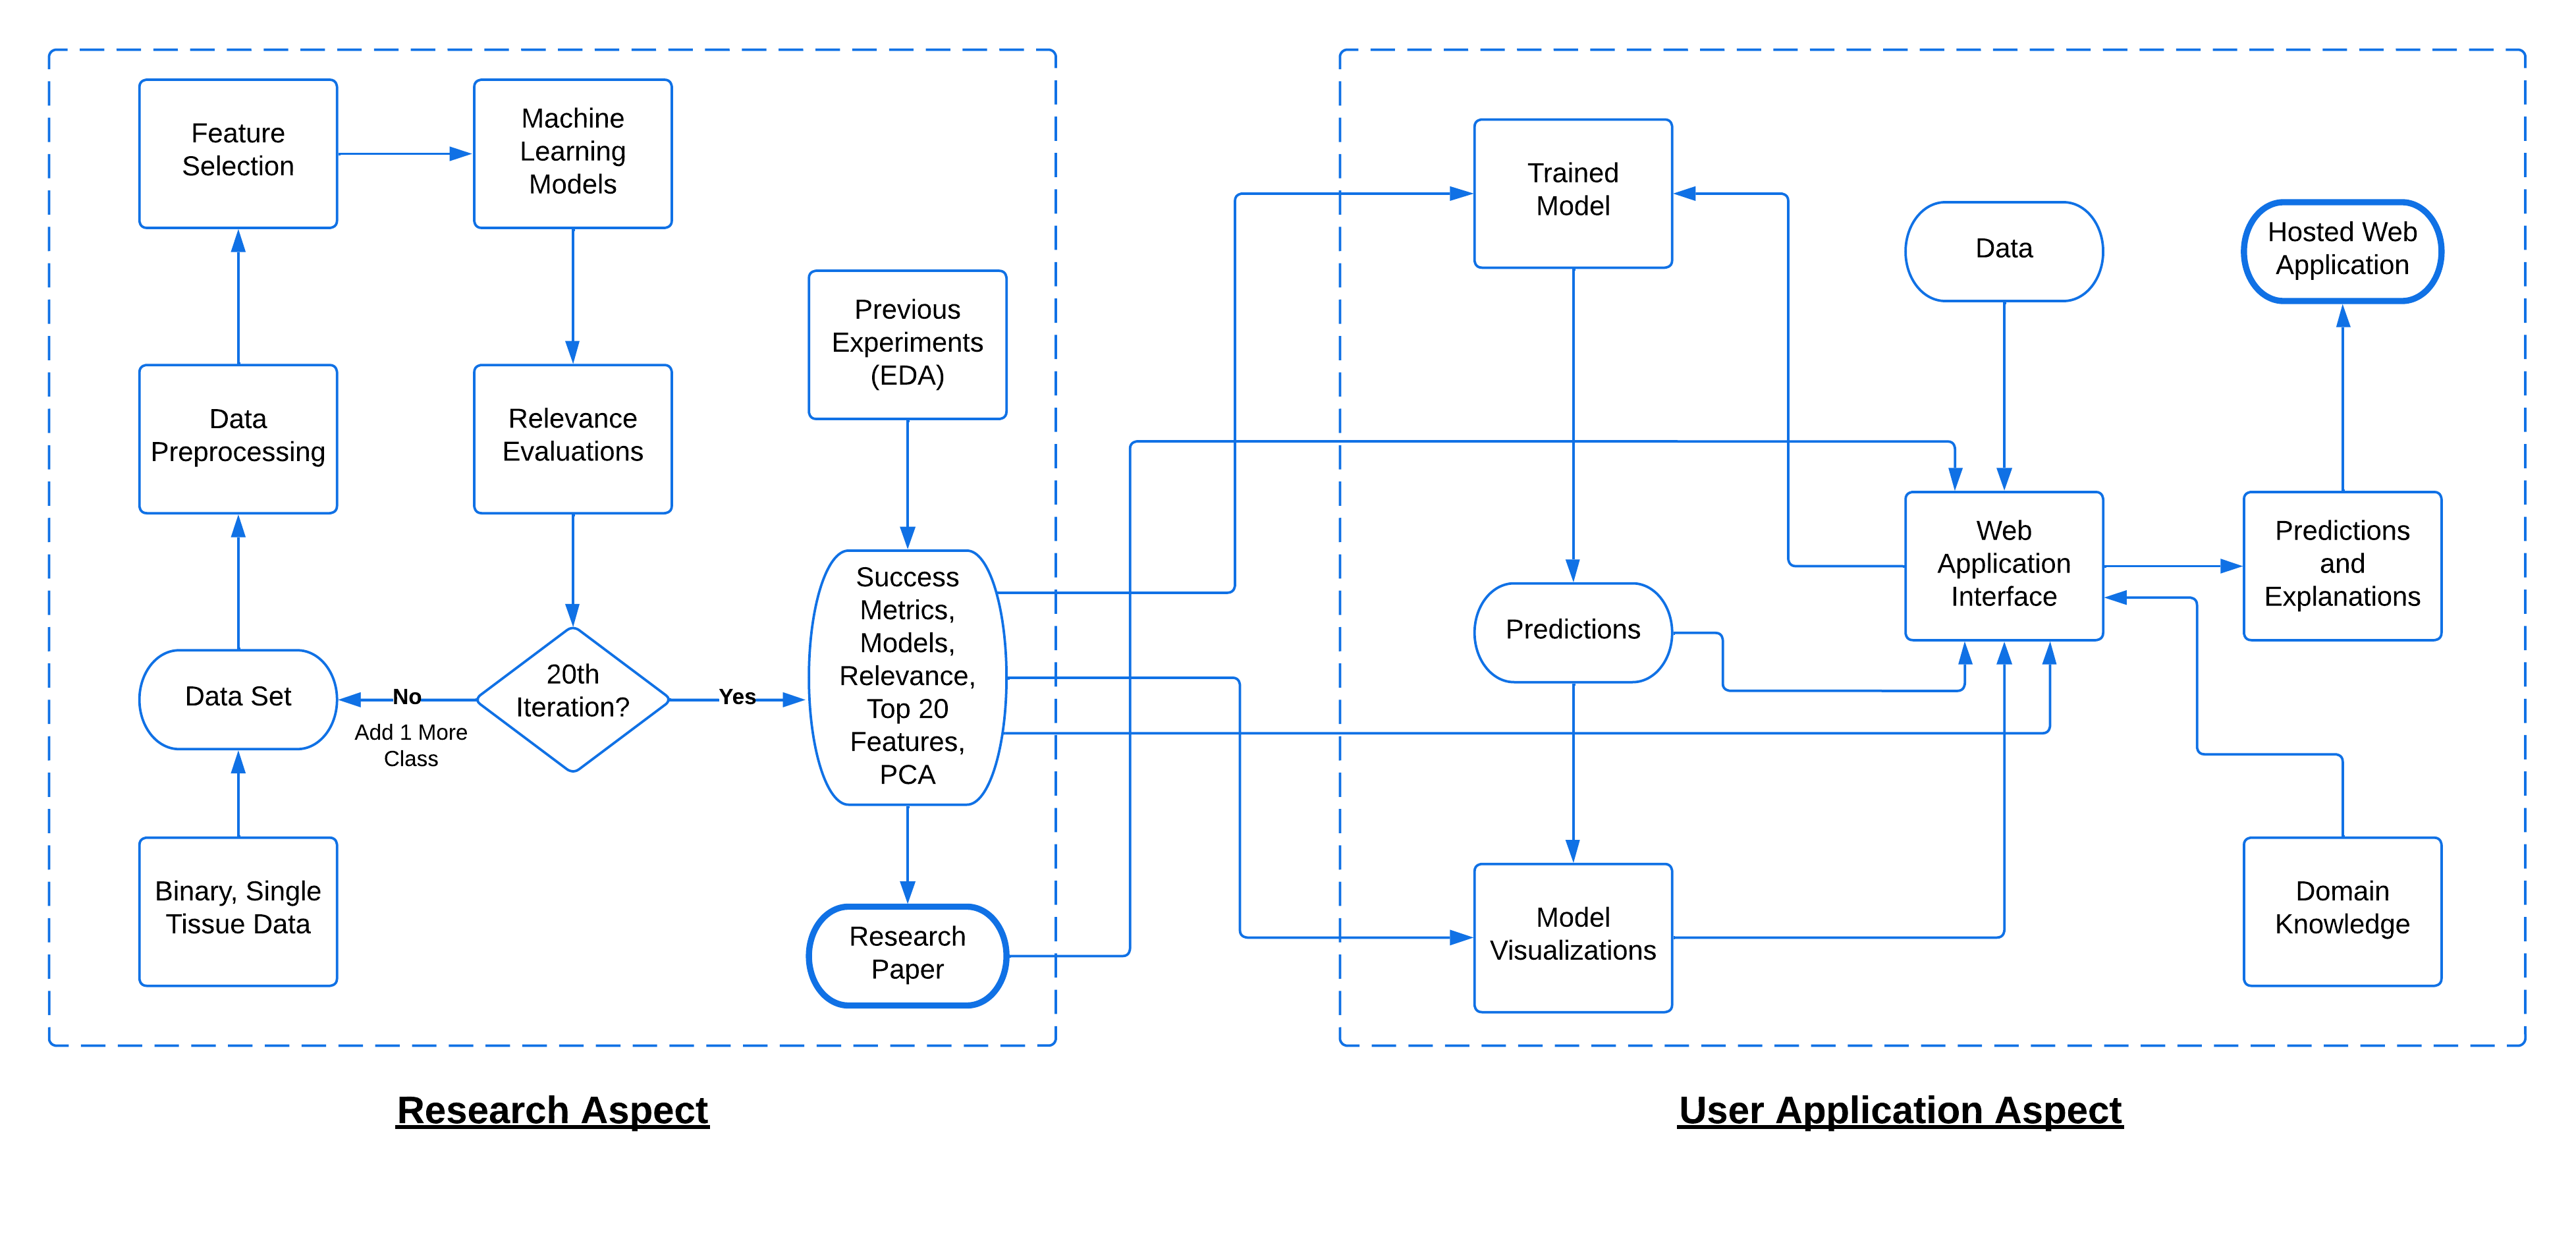 Feature
Selection
Machine
Learning
Models
Data
Preprocessing
Relevance
Evaluations
Previous
Experiments
(EDA)
Data Set
No
Add 1 More
Class
20th
Iteration?
Yes
Success
Metrics,
Models,
Relevance,
Top 20
Features,
PCA
Binary, Single
Tissue Data
Research
Paper
Research Aspect
Trained
Model
Data
Hosted Web
Application
Predictions
Web
Application
Interface
Predictions
and
Explanations
Model
Visualizations
Domain
Knowledge
User Application Aspect